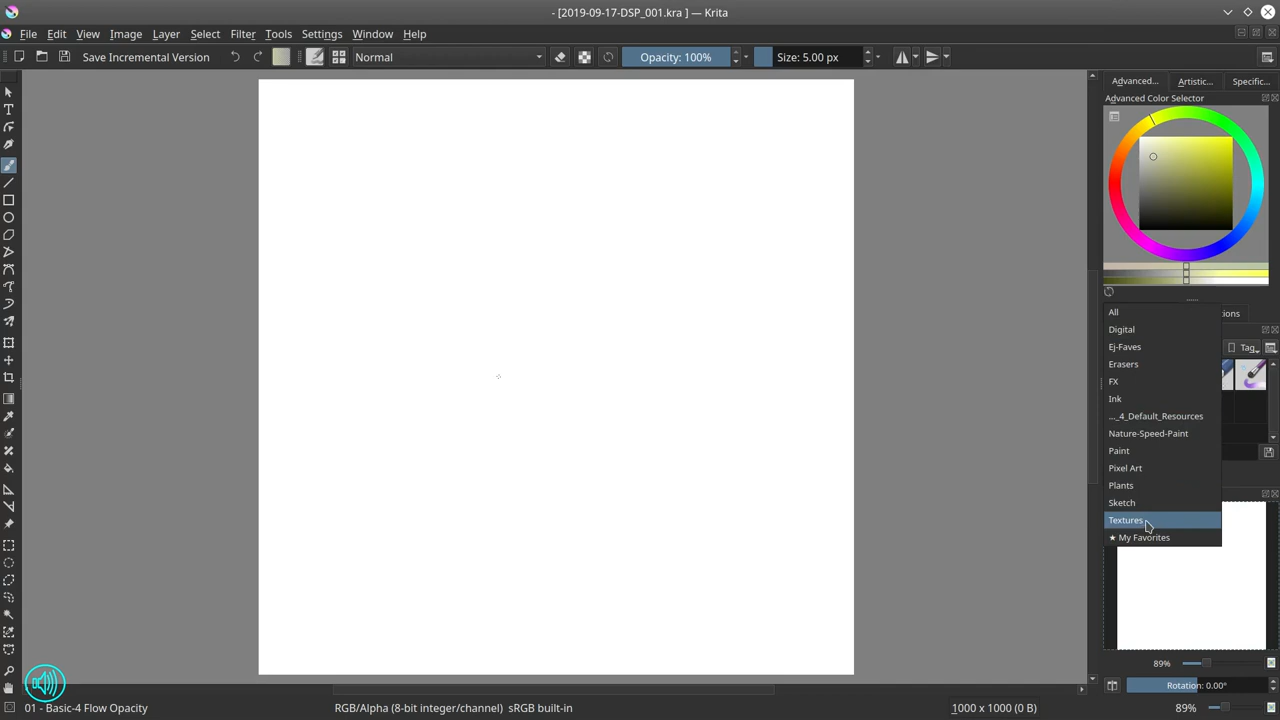 - [2019-09-17-DSP_001.kra ] — Krita
File Edit View Image Layer Select Filter Tools Settings Window Help
Save Incremental Version
Normal
Opacity: 100%
Size: 5.00 px
Advanced... Artistic... Specific...
Advanced Color Selector
All
Digital
Ej-Faves
Erasers
FX
Ink
..._4_Default_Resources
Nature-Speed-Paint
Paint
Pixel Art
Plants
Sketch
Textures
★ My Favorites
Tag
89%
Rotation: 0.00°
01 - Basic-4 Flow Opacity
RGB/Alpha (8-bit integer/channel) sRGB built-in
1000 x 1000 (0 B)
89%